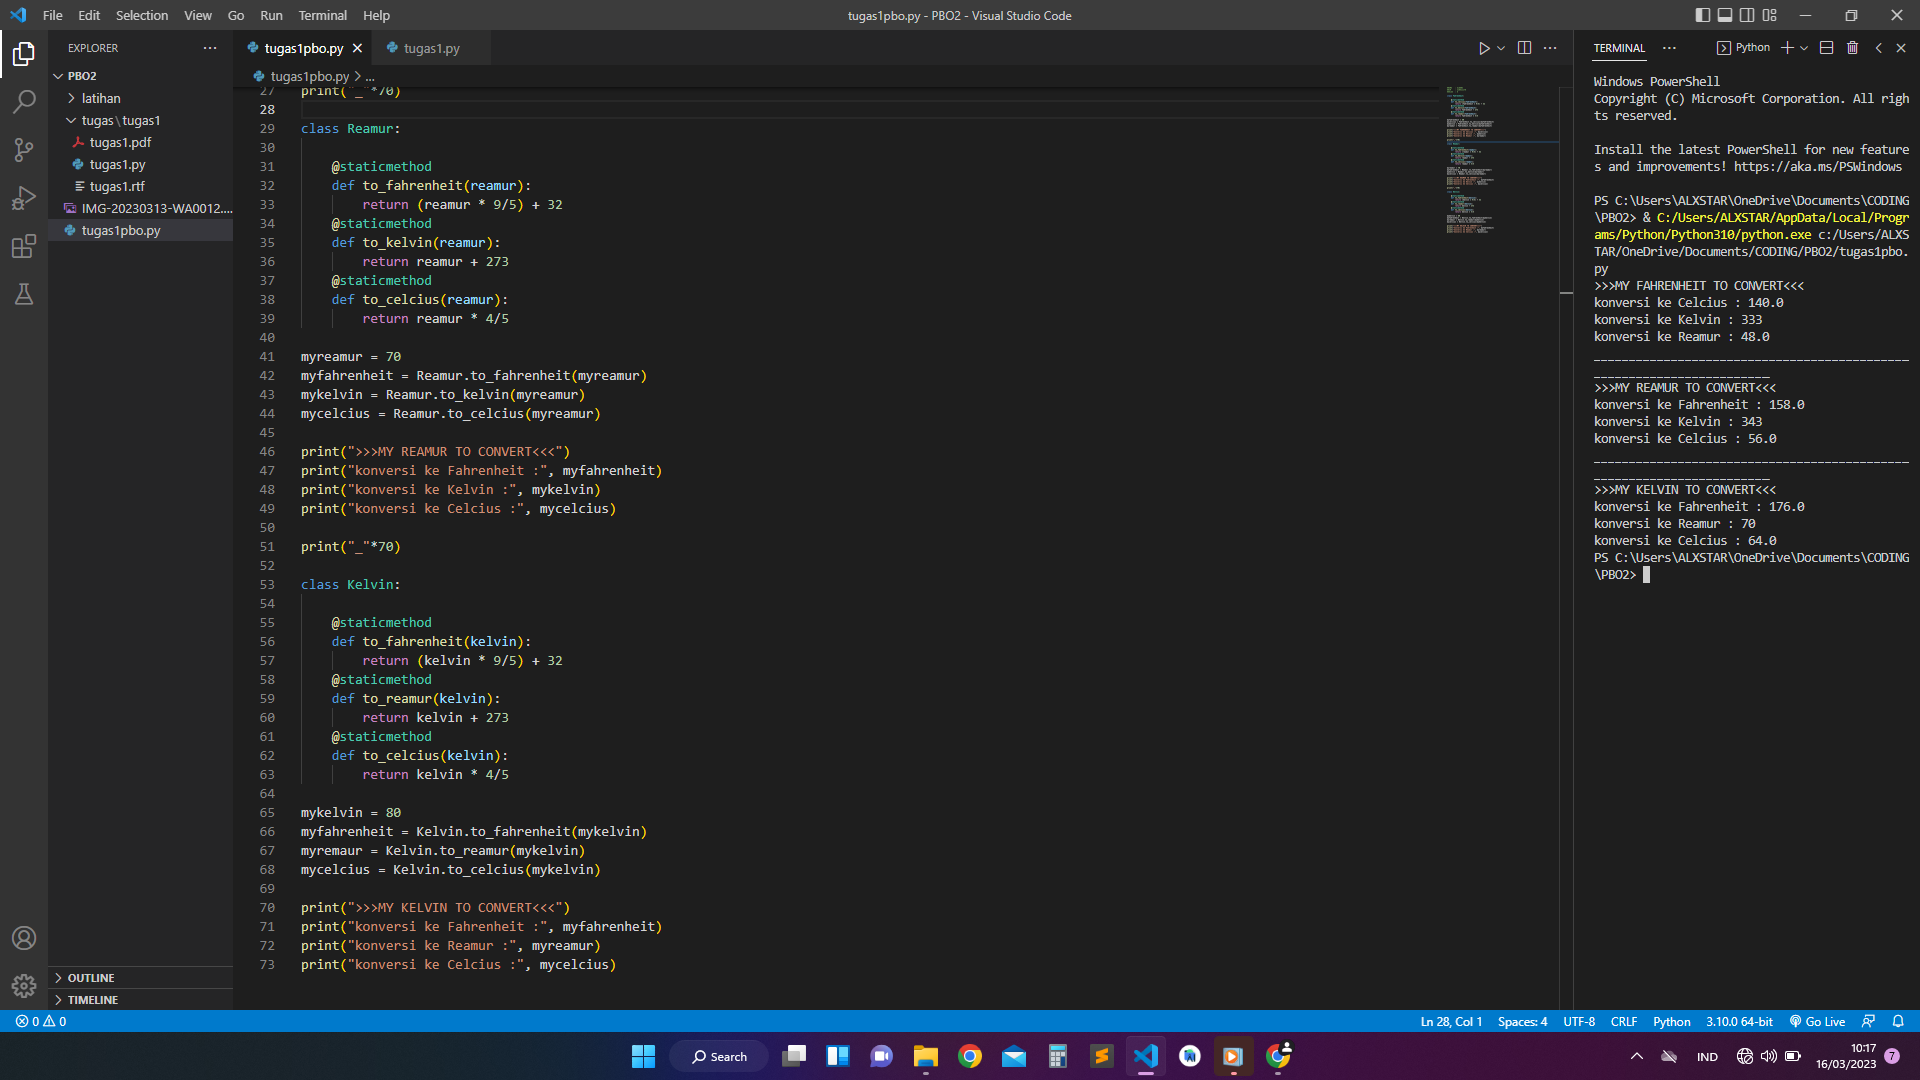 File Edit Selection View Go Run Terminal Help
tugas1pbo.py - PBO2 - Visual Studio Code
EXPLORER
PBO2
latihan
tugas\tugas1
tugas1.pdf
tugas1.py
tugas1.rtf
IMG-20230313-WA0012....
tugas1pbo.py
OUTLINE
TIMELINE
tugas1pbo.py
tugas1.py
tugas1pbo.py > ...
27 print("_"*70)
28
29 class Reamur:
30
31     @staticmethod
32     def to_fahrenheit(reamur):
33         return (reamur * 9/5) + 32
34     @staticmethod
35     def to_kelvin(reamur):
36         return reamur + 273
37     @staticmethod
38     def to_celcius(reamur):
39         return reamur * 4/5
40
41 myreamur = 70
42 myfahrenheit = Reamur.to_fahrenheit(myreamur)
43 mykelvin = Reamur.to_kelvin(myreamur)
44 mycelcius = Reamur.to_celcius(myreamur)
45
46 print(">>>MY REAMUR TO CONVERT<<<")
47 print("konversi ke Fahrenheit :", myfahrenheit)
48 print("konversi ke Kelvin :", mykelvin)
49 print("konversi ke Celcius :", mycelcius)
50
51 print("_"*70)
52
53 class Kelvin:
54
55     @staticmethod
56     def to_fahrenheit(kelvin):
57         return (kelvin * 9/5) + 32
58     @staticmethod
59     def to_reamur(kelvin):
60         return kelvin + 273
61     @staticmethod
62     def to_celcius(kelvin):
63         return kelvin * 4/5
64
65 mykelvin = 80
66 myfahrenheit = Kelvin.to_fahrenheit(mykelvin)
67 myremaur = Kelvin.to_reamur(mykelvin)
68 mycelcius = Kelvin.to_celcius(mykelvin)
69
70 print(">>>MY KELVIN TO CONVERT<<<")
71 print("konversi ke Fahrenheit :", myfahrenheit)
72 print("konversi ke Reamur :", myreamur)
73 print("konversi ke Celcius :", mycelcius)
TERMINAL
Python
Windows PowerShell
Copyright (C) Microsoft Corporation. All righ
ts reserved.
Install the latest PowerShell for new feature
s and improvements! https://aka.ms/PSWindows
PS C:\Users\ALXSTAR\OneDrive\Documents\CODING
\PBO2> & C:/Users/ALXSTAR/AppData/Local/Progr
ams/Python/Python310/python.exe c:/Users/ALXS
TAR/OneDrive/Documents/CODING/PBO2/tugas1pbo.
py
>>>MY FAHRENHEIT TO CONVERT<<<
konversi ke Celcius : 140.0
konversi ke Kelvin : 333
konversi ke Reamur : 48.0
_____________________________________________
_________________________
>>>MY REAMUR TO CONVERT<<<
konversi ke Fahrenheit : 158.0
konversi ke Kelvin : 343
konversi ke Celcius : 56.0
_____________________________________________
_________________________
>>>MY KELVIN TO CONVERT<<<
konversi ke Fahrenheit : 176.0
konversi ke Reamur : 70
konversi ke Celcius : 64.0
PS C:\Users\ALXSTAR\OneDrive\Documents\CODING
\PBO2>
0 0
Ln 28, Col 1 Spaces: 4 UTF-8 CRLF Python 3.10.0 64-bit Go Live
Search
IND
10:17
16/03/2023
7